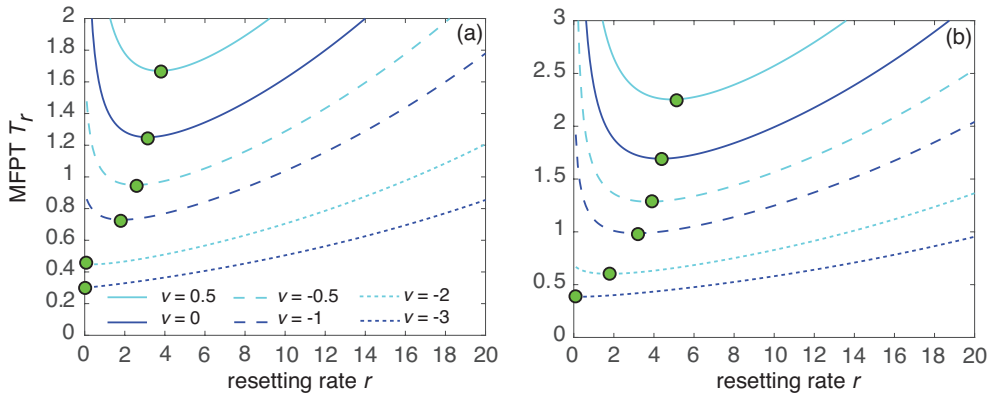 (a)
MFPT T_r
2
1.8
1.6
1.4
1.2
1
0.8
0.6
0.4
0.2
0
v = 0.5 v = -0.5 v = -2
v = 0 v = -1 v = -3
0 2 4 6 8 10 12 14 16 18 20
resetting rate r
(b)
3
2.5
2
1.5
1
0.5
0
0 2 4 6 8 10 12 14 16 18 20
resetting rate r